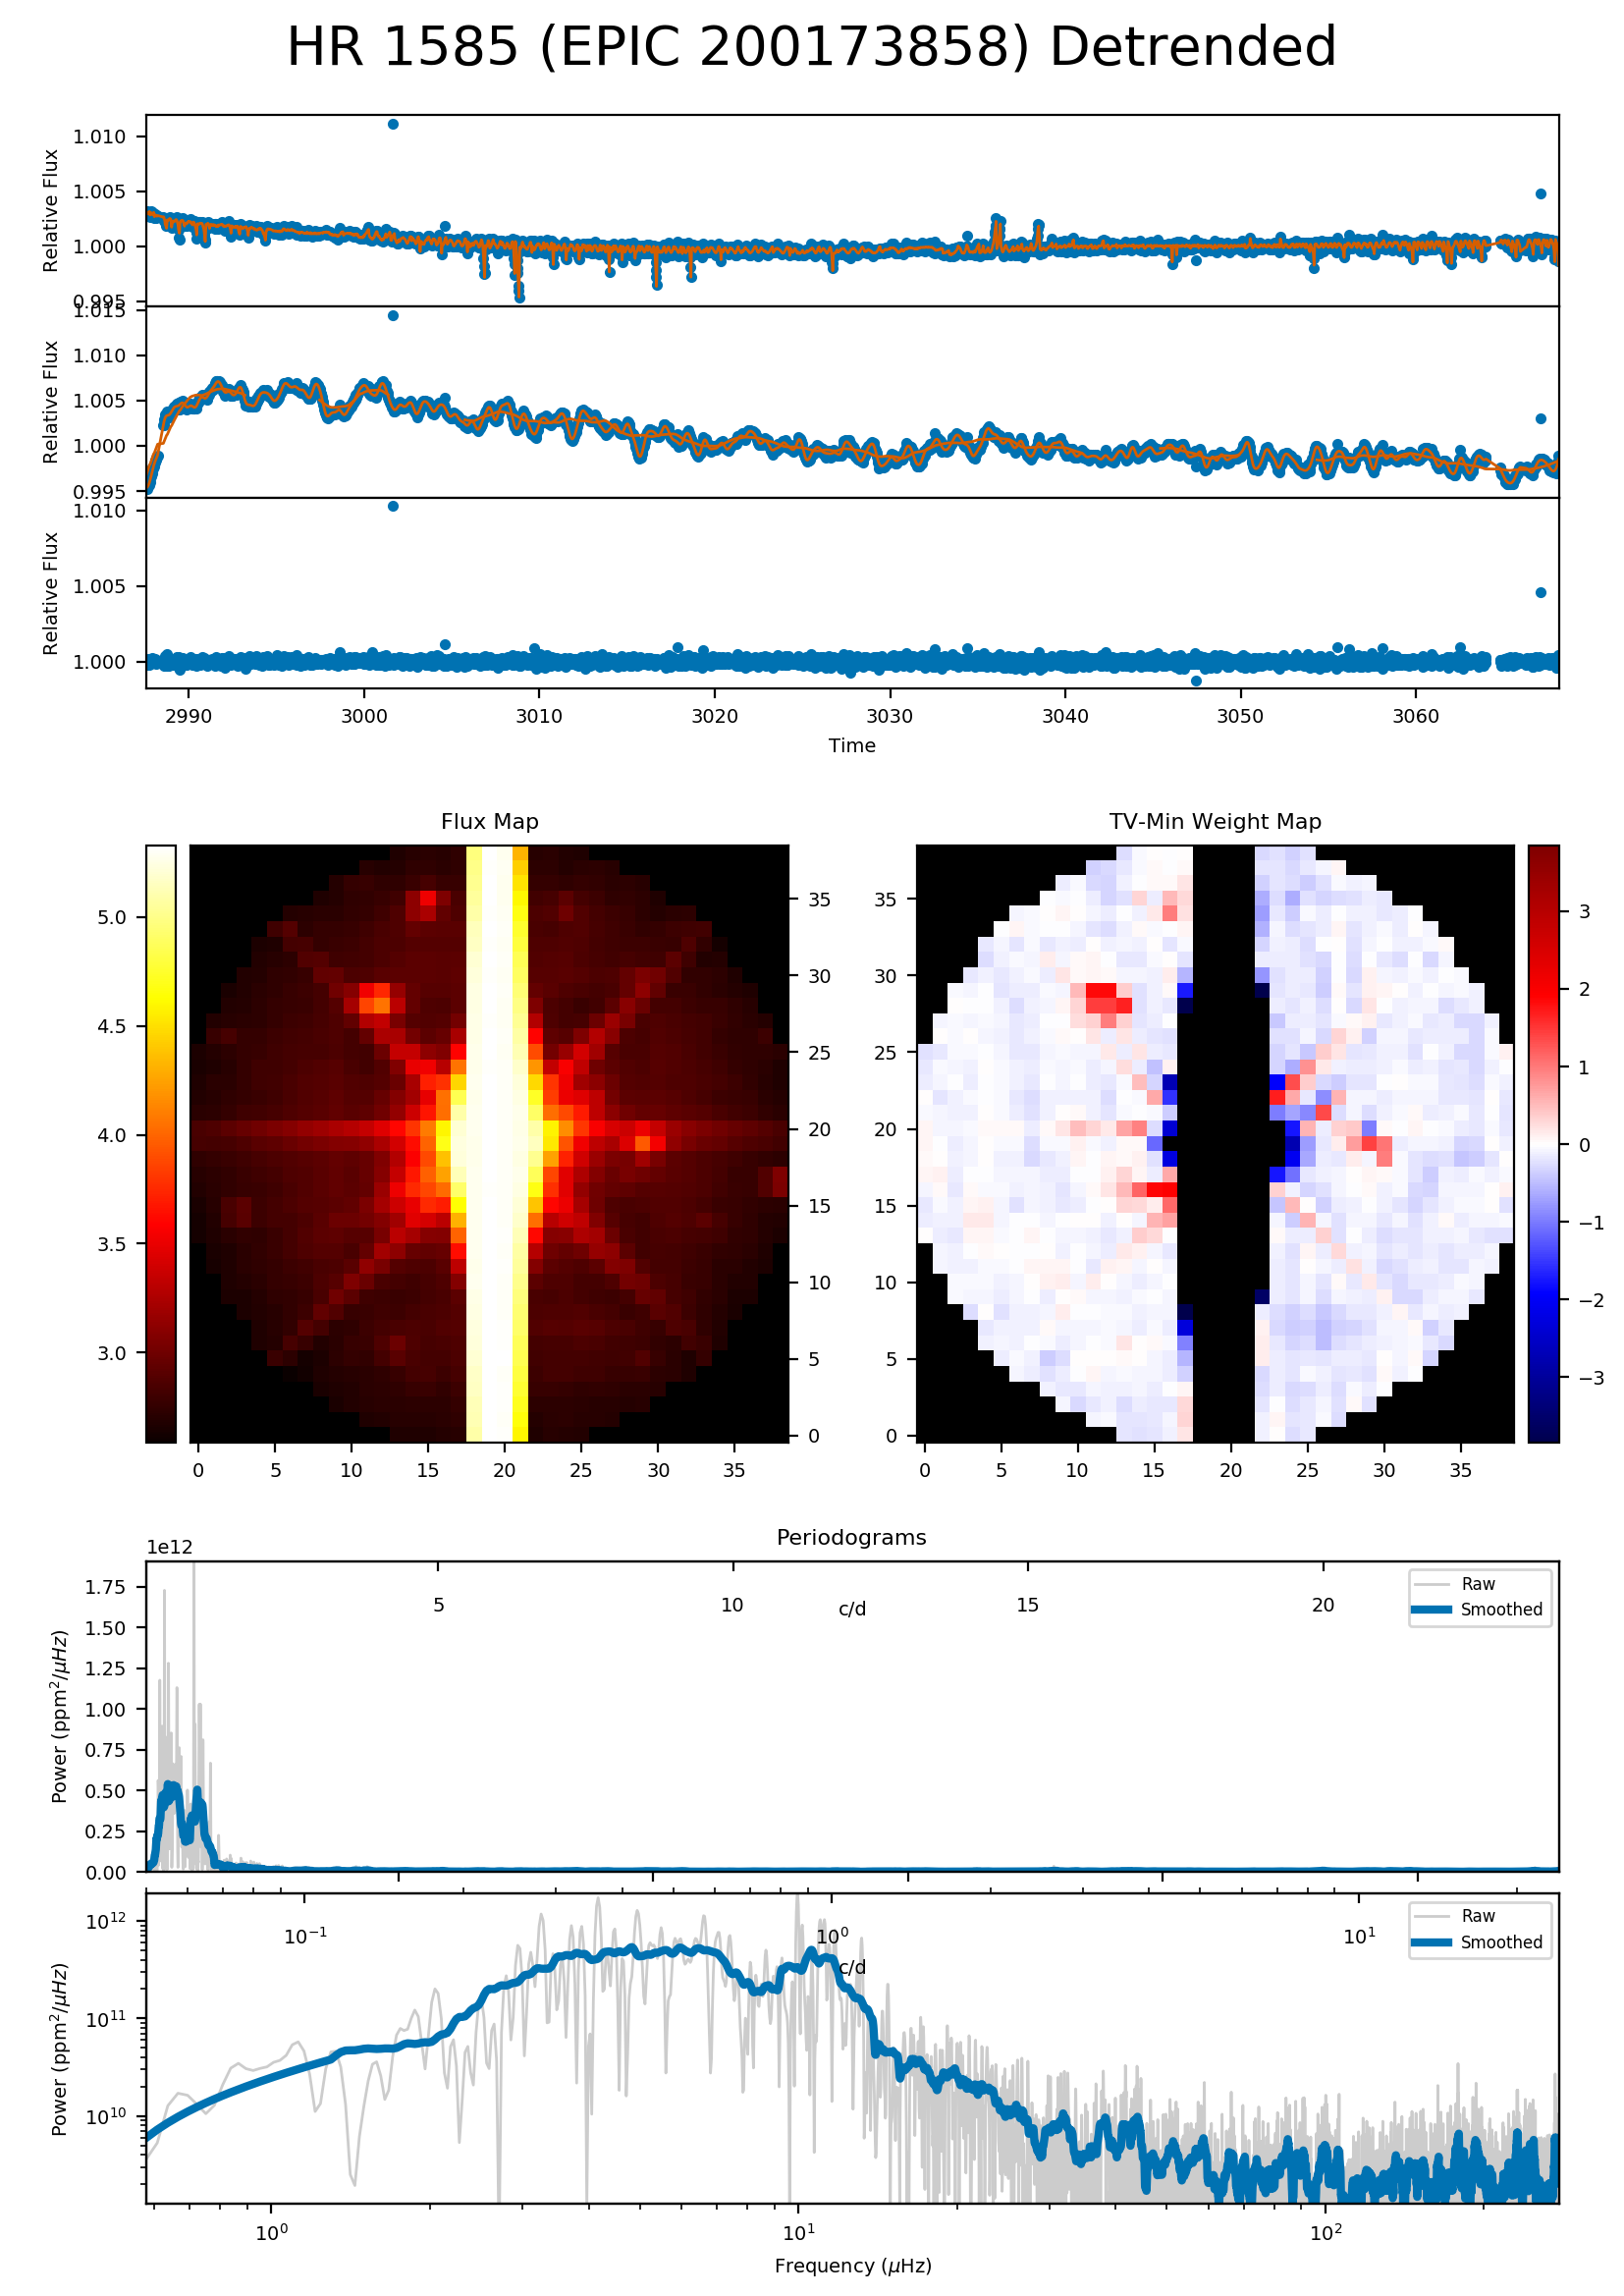 HR 1585 (EPIC 200173858) Detrended
1.010
1.005
1.000
0.995
Relative Flux
1.015
1.010
1.005
1.000
0.995
Relative Flux
1.010
1.005
1.000
Relative Flux
2990 3000 3010 3020 3030 3040 3050 3060
Time
Flux Map
5.0
4.5
4.0
3.5
3.0
35
30
25
20
15
10
5
0
0 5 10 15 20 25 30 35
TV-Min Weight Map
35
30
25
20
15
10
5
0
0 5 10 15 20 25 30 35
3
2
1
0
−1
−2
−3
Periodograms
1e12
1.75
1.50
1.25
1.00
0.75
0.50
0.25
0.00
Power (ppm²/μHz)
5 10 15 20
c/d
Raw
Smoothed
10¹²
10¹¹
10¹⁰
Power (ppm²/μHz)
10⁻¹ 10⁰ 10¹
c/d
Raw
Smoothed
10⁰ 10¹ 10²
Frequency (μHz)